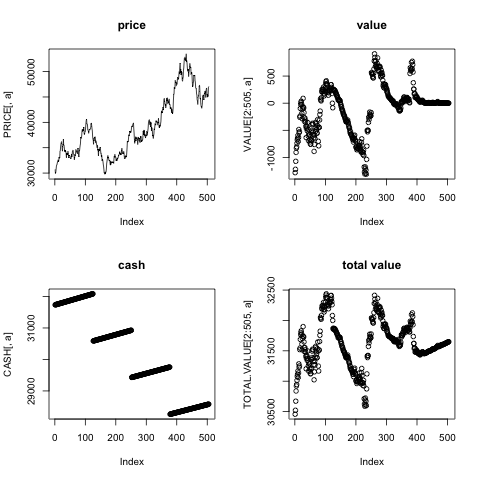 price
value
PRICE[, a]
30000
40000
50000
0 100 200 300 400 500
Index
VALUE[2:505, a]
-1000
0
500
0 100 200 300 400 500
Index
cash
total value
CASH[, a]
29000
31000
0 100 200 300 400 500
Index
TOTAL.VALUE[2:505, a]
30500
31500
32500
0 100 200 300 400 500
Index